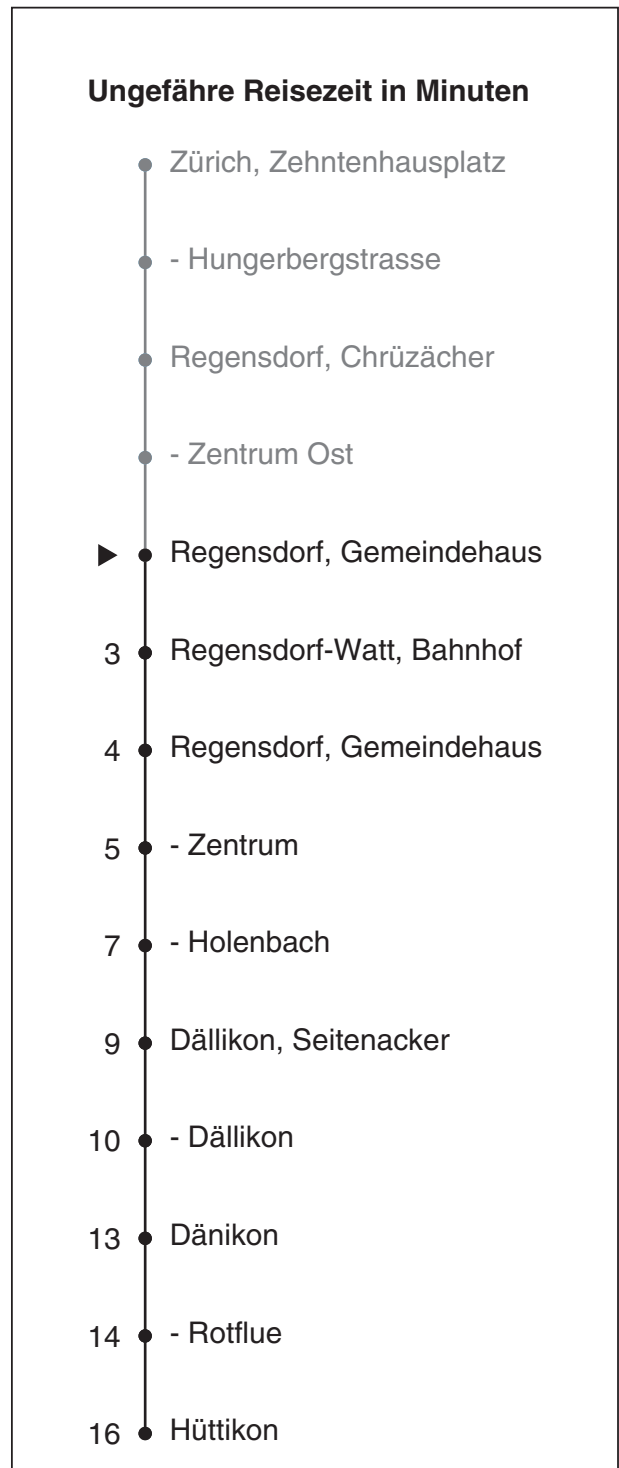 Ungefähre Reisezeit in Minuten
Zürich, Zehntenhausplatz
- Hungerbergstrasse
Regensdorf, Chrüzächer
- Zentrum Ost
Regensdorf, Gemeindehaus
3 Regensdorf-Watt, Bahnhof
4 Regensdorf, Gemeindehaus
5 - Zentrum
7 - Holenbach
9 Dällikon, Seitenacker
10 - Dällikon
13 Dänikon
14 - Rotflue
16 Hüttikon